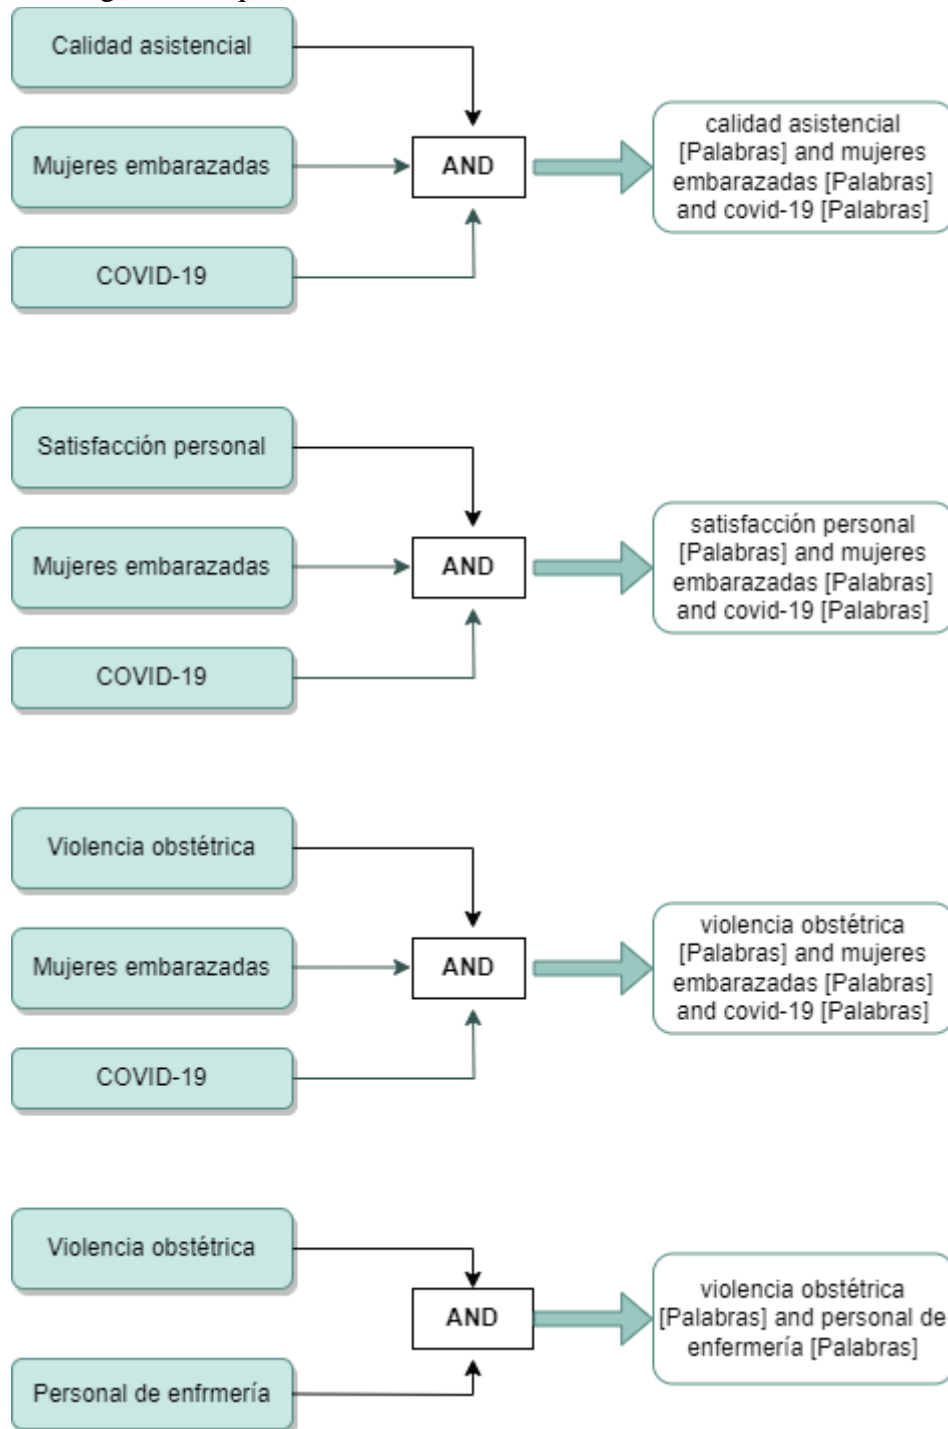 Calidad asistencial
Mujeres embarazadas
COVID-19
AND
calidad asistencial
[Palabras] and mujeres
embarazadas [Palabras]
and covid-19 [Palabras]
Satisfacción personal
Mujeres embarazadas
COVID-19
AND
satisfacción personal
[Palabras] and mujeres
embarazadas [Palabras]
and covid-19 [Palabras]
Violencia obstétrica
Mujeres embarazadas
COVID-19
AND
violencia obstétrica
[Palabras] and mujeres
embarazadas [Palabras]
and covid-19 [Palabras]
Violencia obstétrica
Personal de enfrmería
AND
violencia obstétrica
[Palabras] and personal de
enfermería [Palabras]